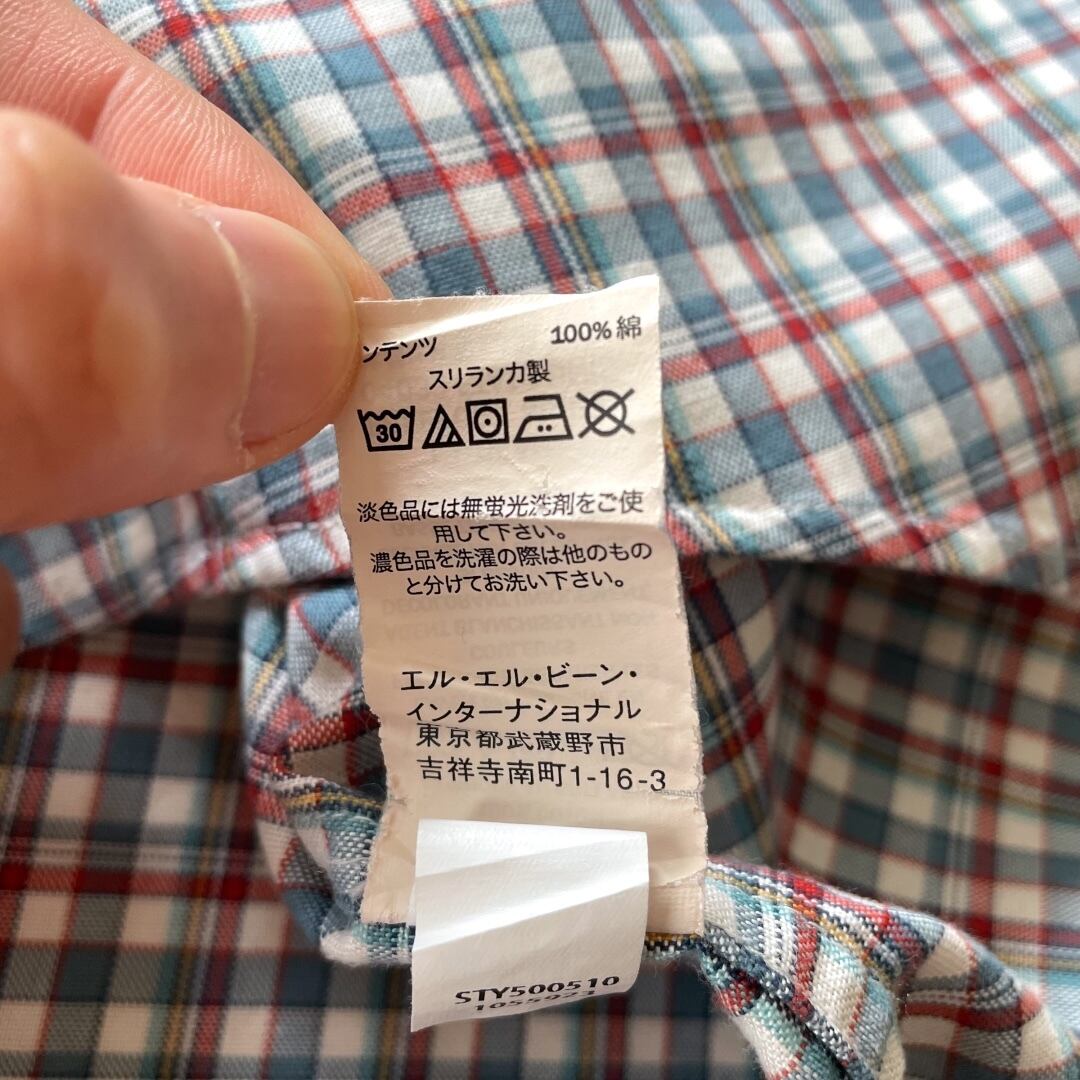 ンテンツ 100% 綿
スリランカ製
30
淡色品には無蛍光洗剤をご使
用して下さい。
濃色品を洗濯の際は他のもの
と分けてお洗い下さい。
エル・エル・ビーン・
インターナショナル
東京都武蔵野市
吉祥寺南町1-16-3
STY500510